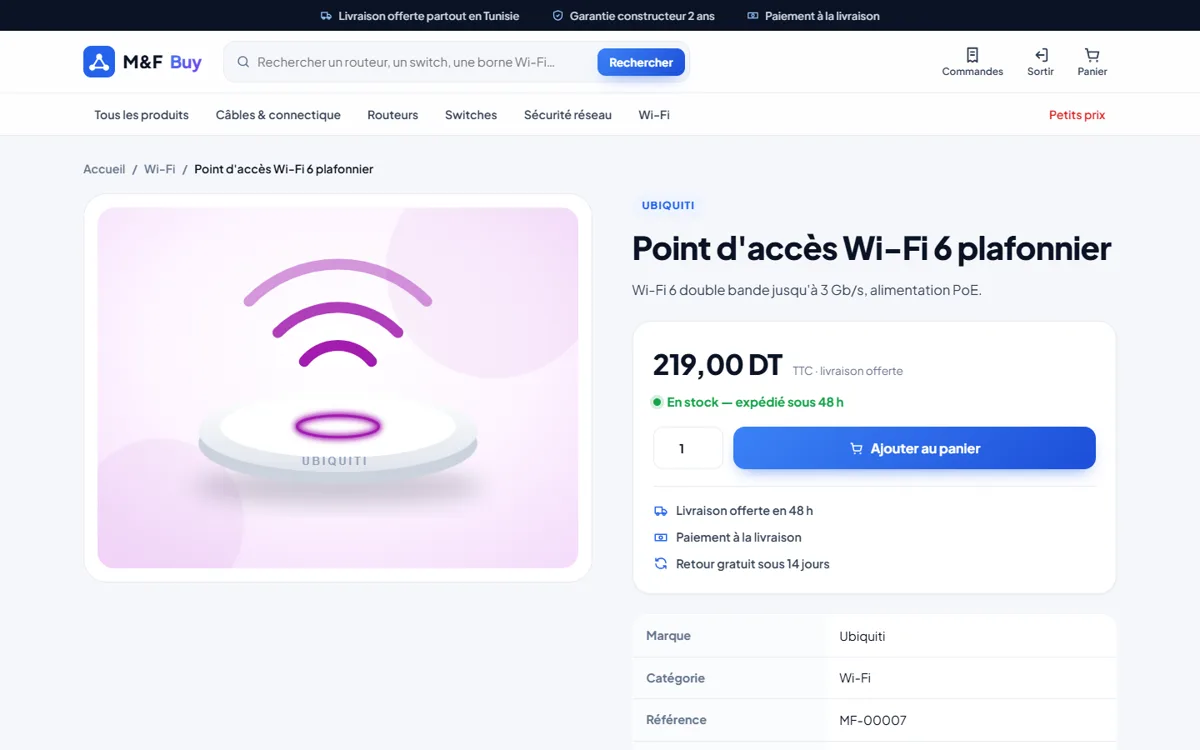 Livraison offerte partout en Tunisie Garantie constructeur 2 ans Paiement à la livraison
M&F Buy
Rechercher un routeur, un switch, une borne Wi-Fi...
Rechercher
Commandes Sortir Panier
Tous les produits Câbles & connectique Routeurs Switches Sécurité réseau Wi-Fi Petits prix
Accueil / Wi-Fi / Point d'accès Wi-Fi 6 plafonnier
UBIQUITI
UBIQUITI
Point d'accès Wi-Fi 6 plafonnier
Wi-Fi 6 double bande jusqu'à 3 Gb/s, alimentation PoE.
219,00 DT TTC · livraison offerte
En stock — expédié sous 48 h
1 Ajouter au panier
Livraison offerte en 48 h
Paiement à la livraison
Retour gratuit sous 14 jours
Marque Ubiquiti
Catégorie Wi-Fi
Référence MF-00007